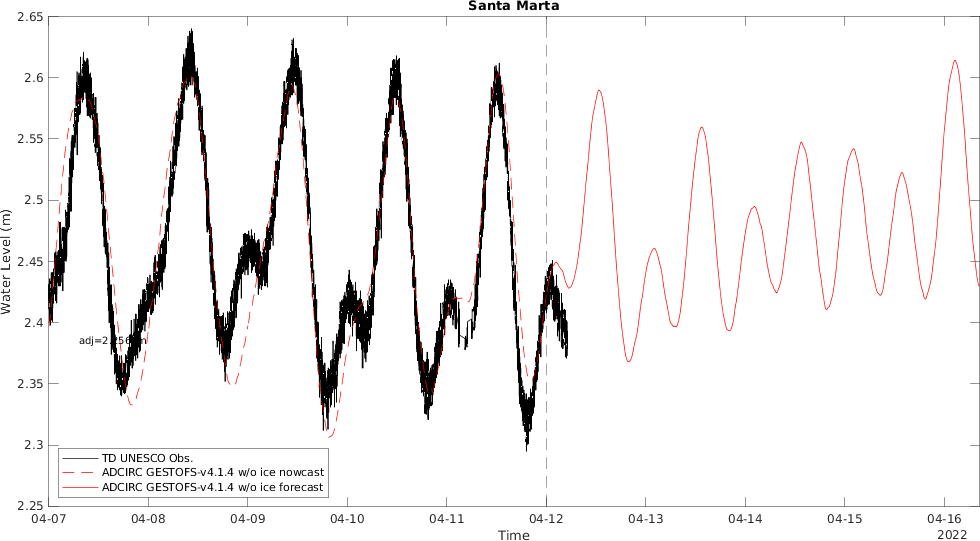 Santa Marta
2.65
2.6
2.55
2.5
2.45
2.4
2.35
2.3
2.25
Water Level (m)
TD UNESCO Obs.
ADCIRC GESTOFS-v4.1.4 w/o ice nowcast
ADCIRC GESTOFS-v4.1.4 w/o ice forecast
04-07 04-08 04-09 04-10 04-11 04-12 04-13 04-14 04-15 04-16
Time
2022